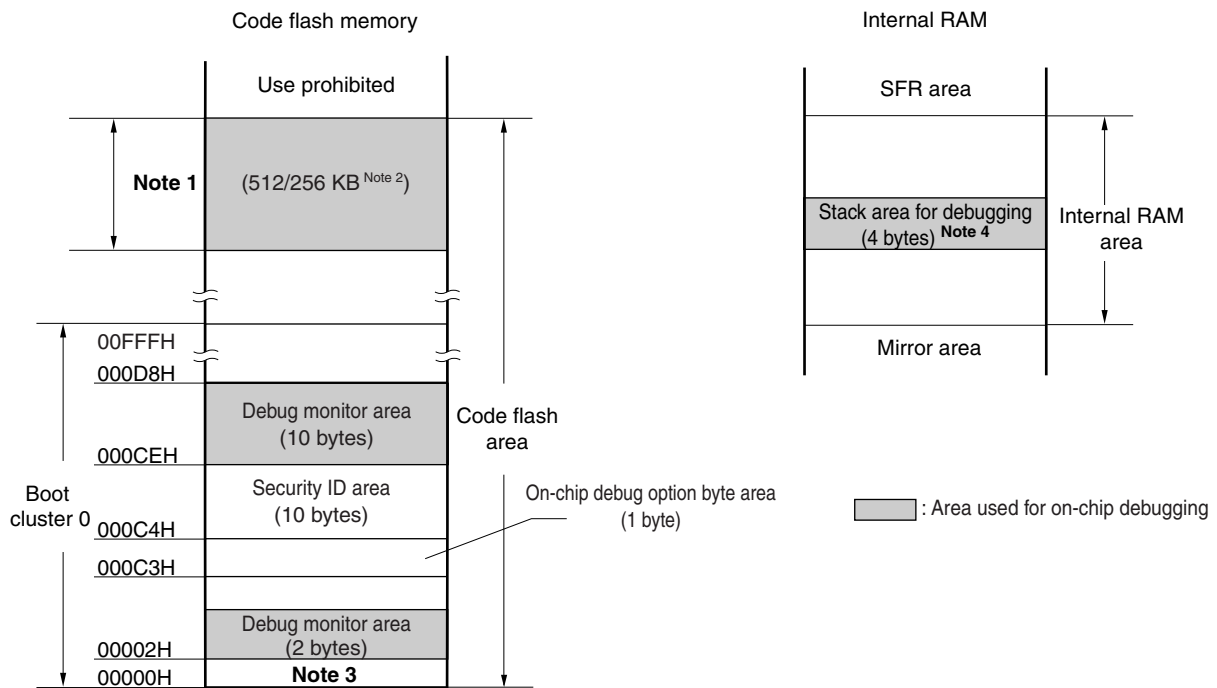 Code flash memory
Internal RAM
Use prohibited
SFR area
Note 1
(512/256 KB Note 2)
Stack area for debugging
(4 bytes) Note 4
Internal RAM
area
00FFFH
Mirror area
000D8H
Debug monitor area
(10 bytes)
Code flash
area
000CEH
Security ID area
(10 bytes)
On-chip debug option byte area
(1 byte)
: Area used for on-chip debugging
Boot
cluster 0
000C4H
000C3H
Debug monitor area
(2 bytes)
00002H
00000H
Note 3